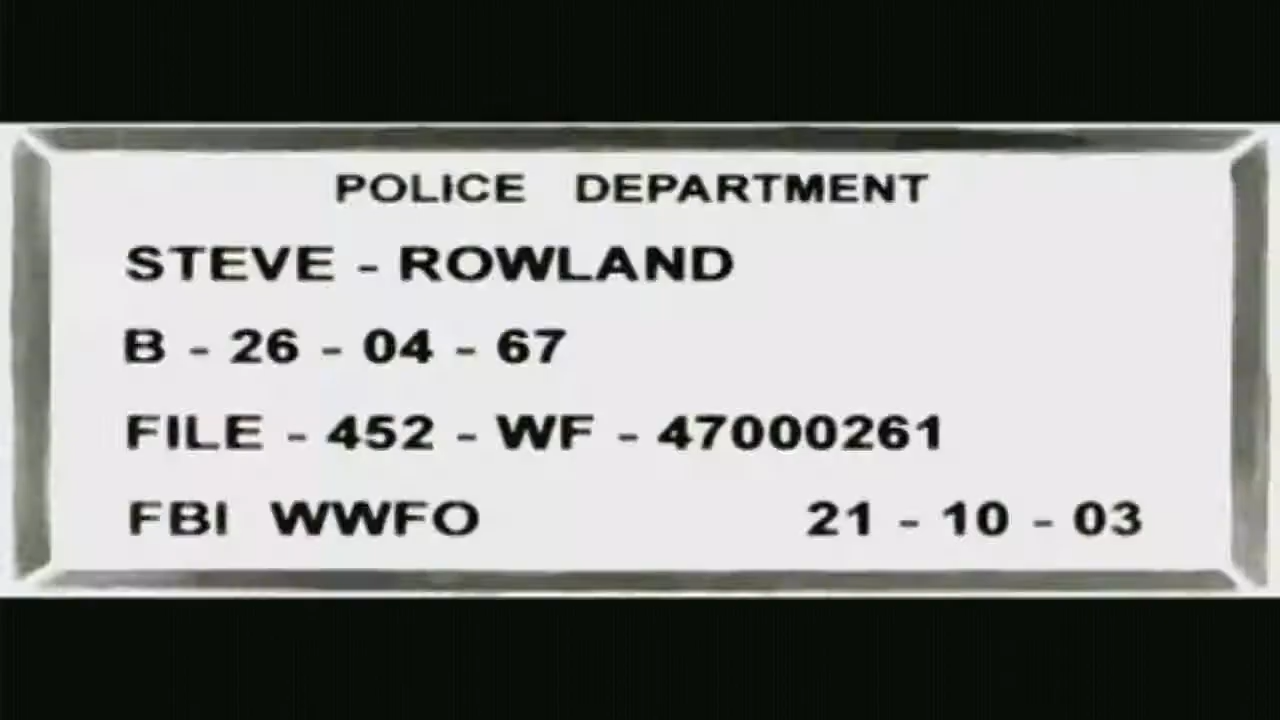 POLICE DEPARTMENT
STEVE - ROWLAND
B - 26 - 04 - 67
FILE - 452 - WF - 47000261
FBI WWFO 21 - 10 - 03